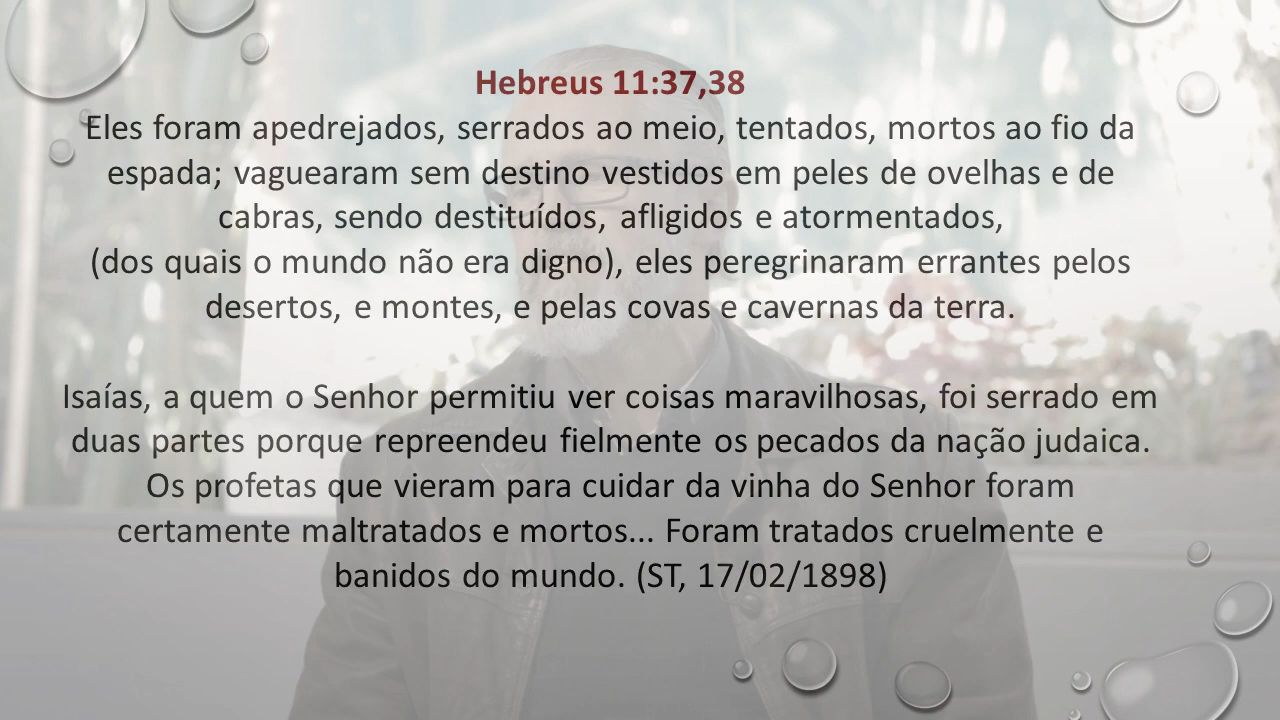 Hebreus 11:37,38
Eles foram apedrejados, serrados ao meio, tentados, mortos ao fio da
espada; vaguearam sem destino vestidos em peles de ovelhas e de
cabras, sendo destituídos, afligidos e atormentados,
(dos quais o mundo não era digno), eles peregrinaram errantes pelos
desertos, e montes, e pelas covas e cavernas da terra.
Isaías, a quem o Senhor permitiu ver coisas maravilhosas, foi serrado em
duas partes porque repreendeu fielmente os pecados da nação judaica.
Os profetas que vieram para cuidar da vinha do Senhor foram
certamente maltratados e mortos... Foram tratados cruelmente e
banidos do mundo. (ST, 17/02/1898)